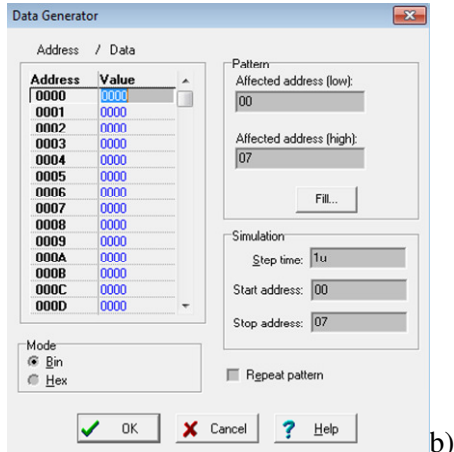 Data Generator
Address / Data
Address Value
0000 0000
0001 0000
0002 0000
0003 0000
0004 0000
0005 0000
0006 0000
0007 0000
0008 0000
0009 0000
000A 0000
000B 0000
000C 0000
000D 0000
Pattern
Affected address (low):
00
Affected address (high):
07
Fill...
Simulation
Step time: 1u
Start address: 00
Stop address: 07
Mode
Bin
Hex
Repeat pattern
OK Cancel ? Help
b)